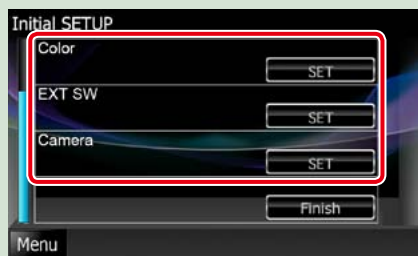 Initial SETUP
Color
SET
EXT SW
SET
Camera
SET
Finish
Menu